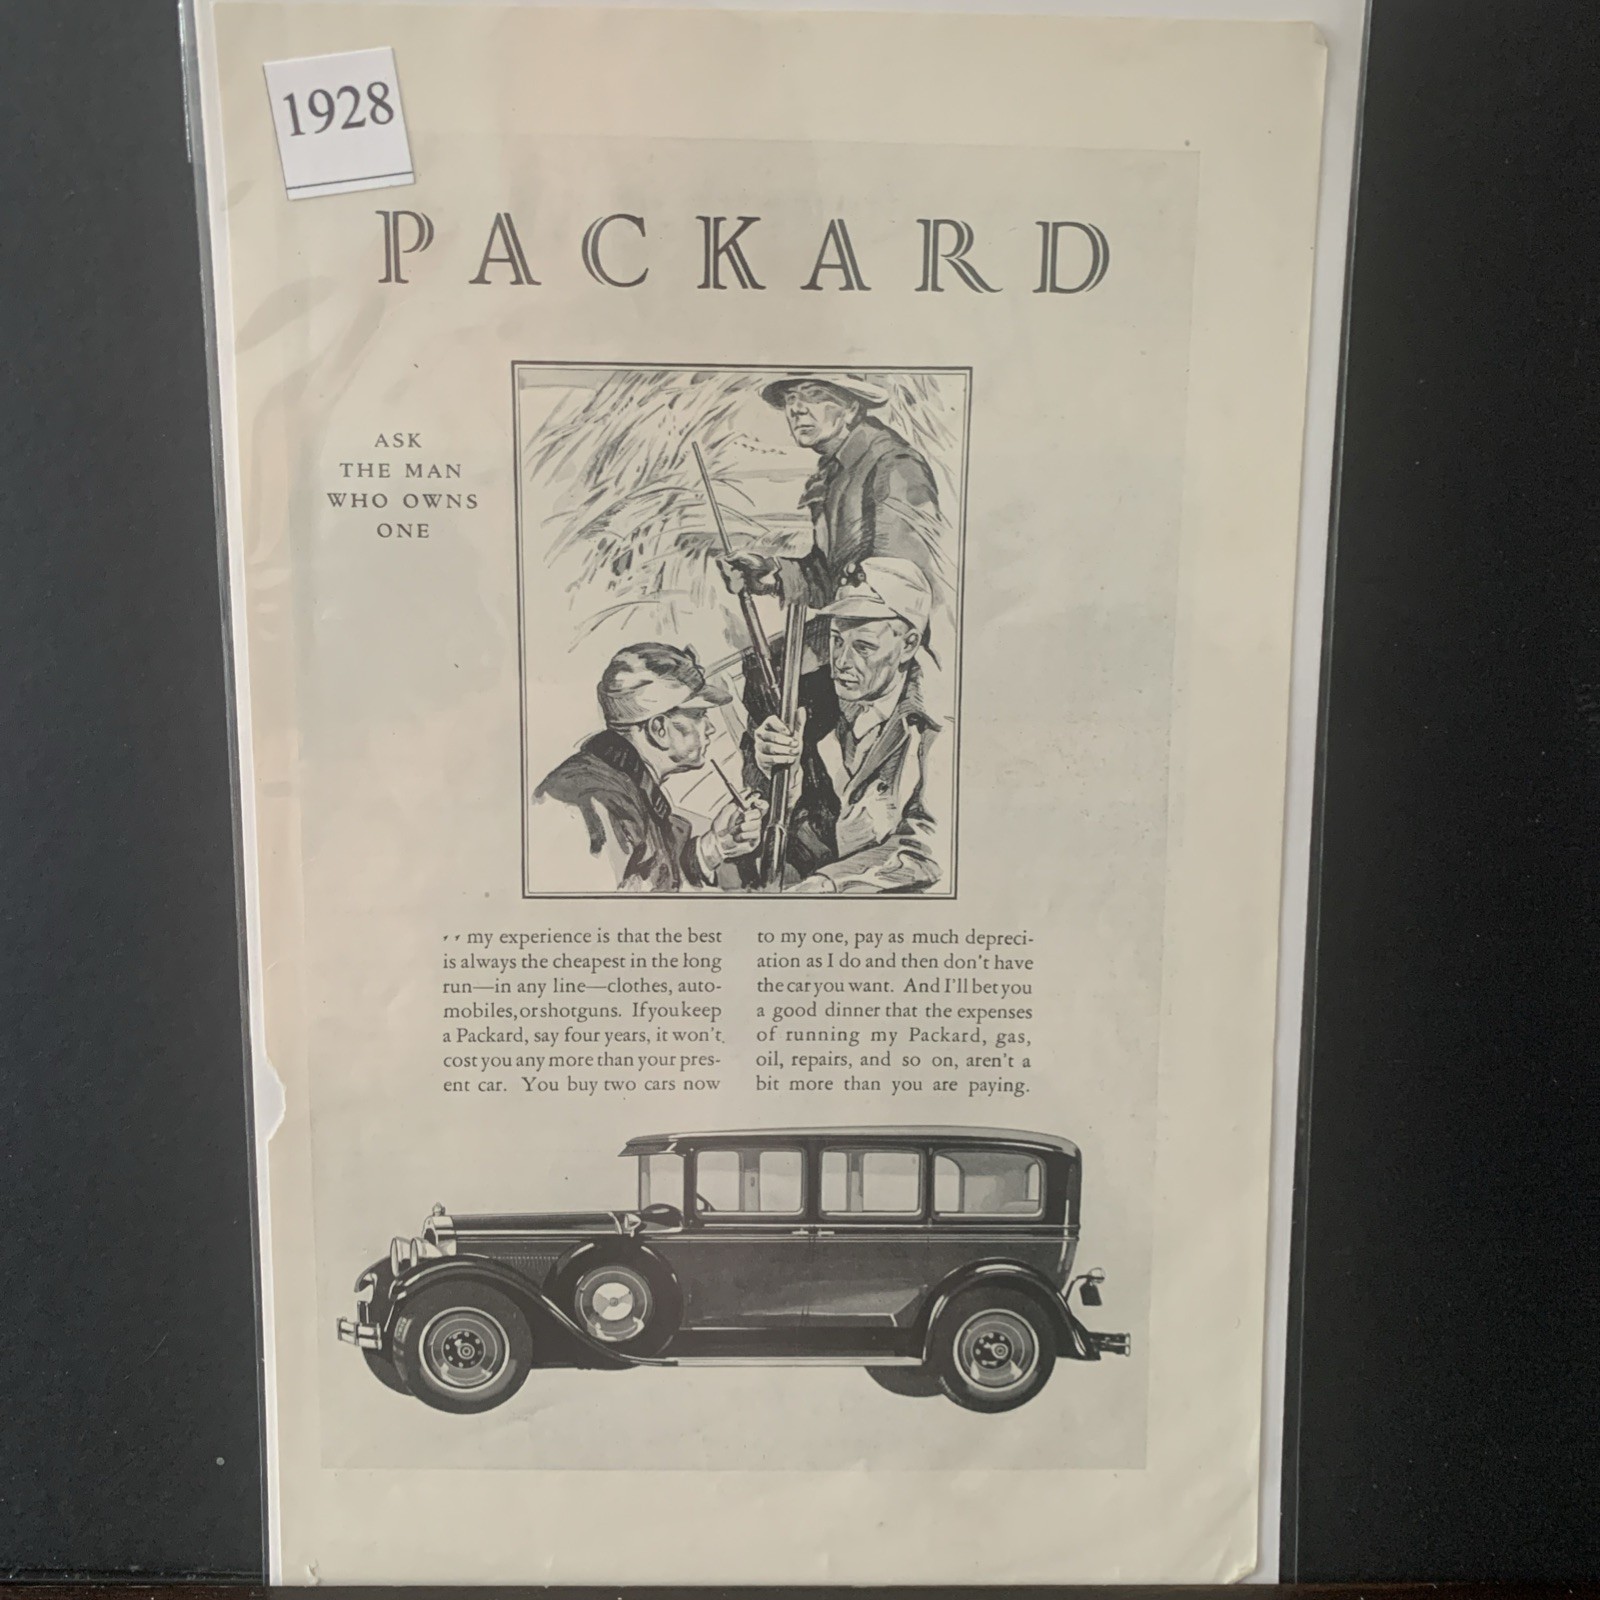 1928
PACKARD
ASK
THE MAN
WHO OWNS
ONE
, , my experience is that the best
is always the cheapest in the long
run—in any line—clothes, auto-
mobiles, or shotguns. If you keep
a Packard, say four years, it won't
cost you any more than your pres-
ent car. You buy two cars now
to my one, pay as much depreci-
ation as I do and then don't have
the car you want. And I'll bet you
a good dinner that the expenses
of running my Packard, gas,
oil, repairs, and so on, aren't a
bit more than you are paying.